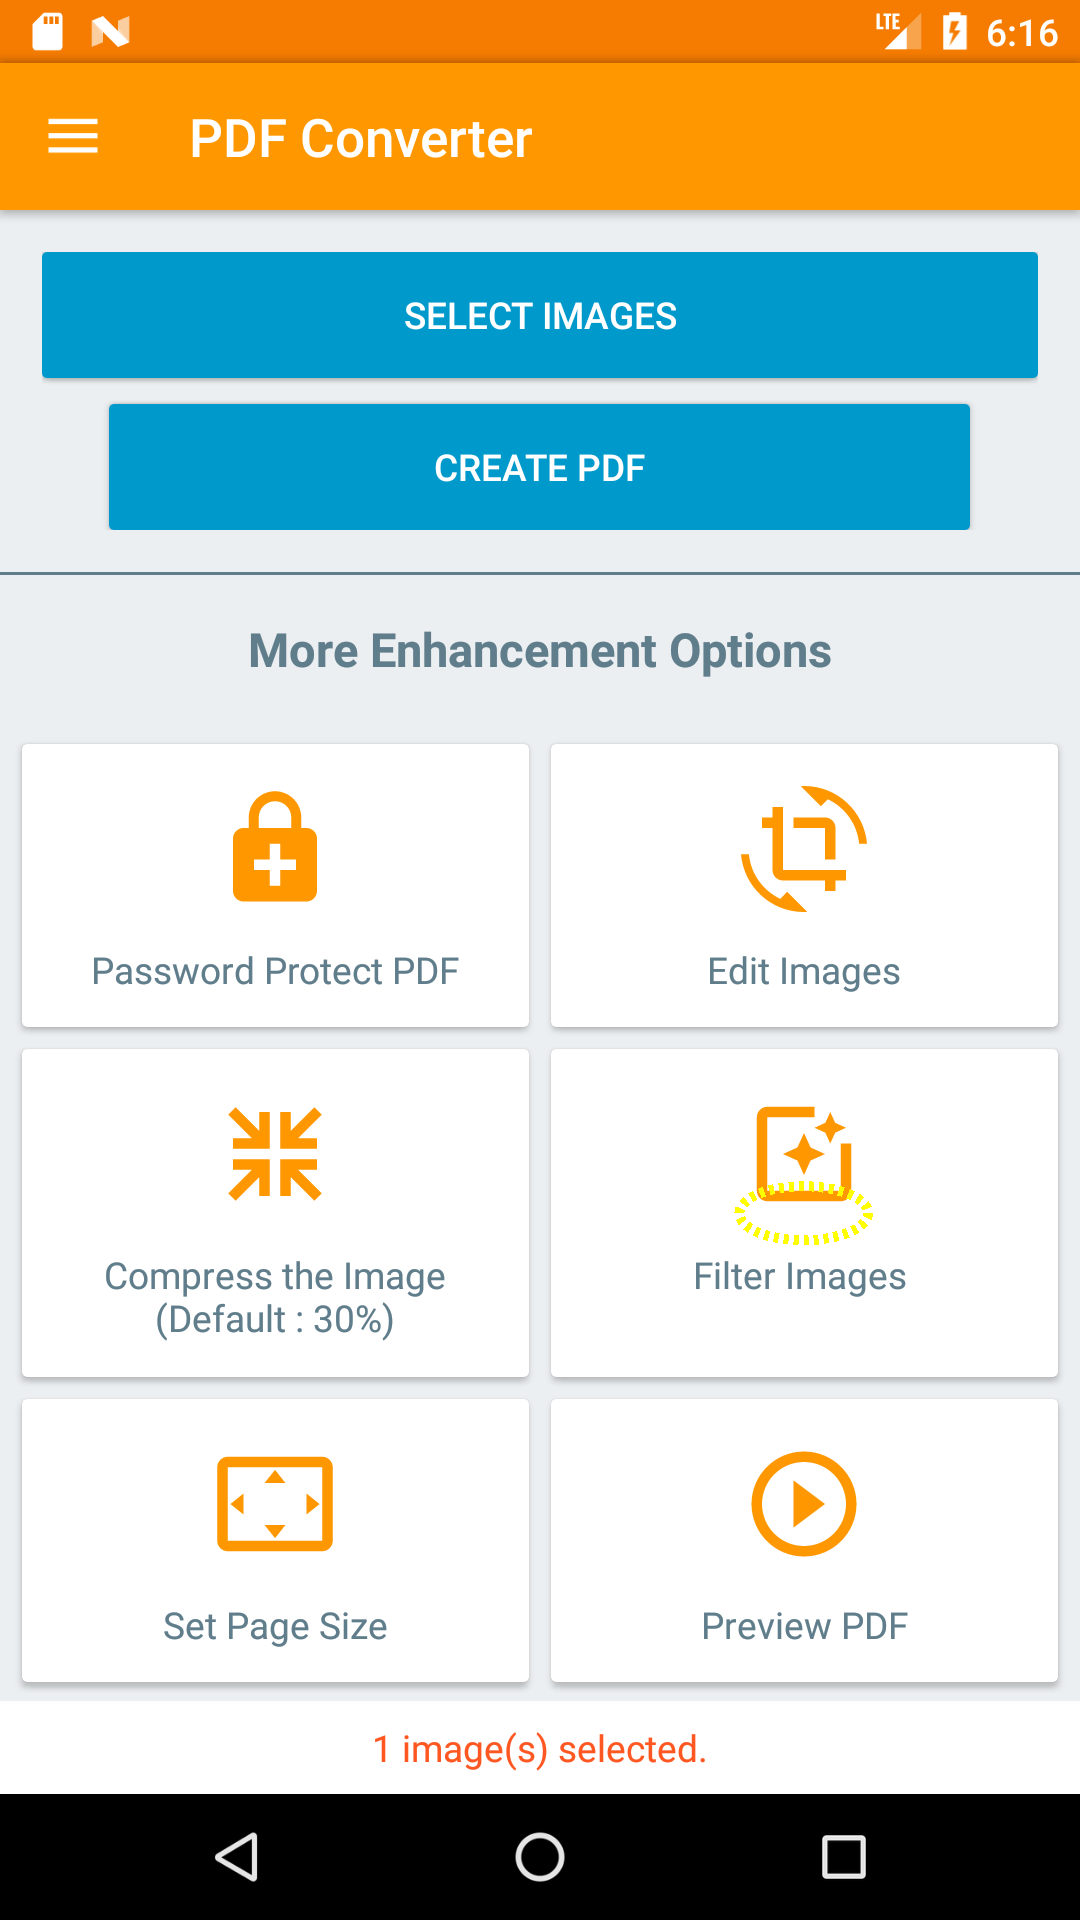 LTE 6:16
PDF Converter
SELECT IMAGES
CREATE PDF
More Enhancement Options
Password Protect PDF
Edit Images
Compress the Image
(Default : 30%)
Filter Images
Set Page Size
Preview PDF
1 image(s) selected.